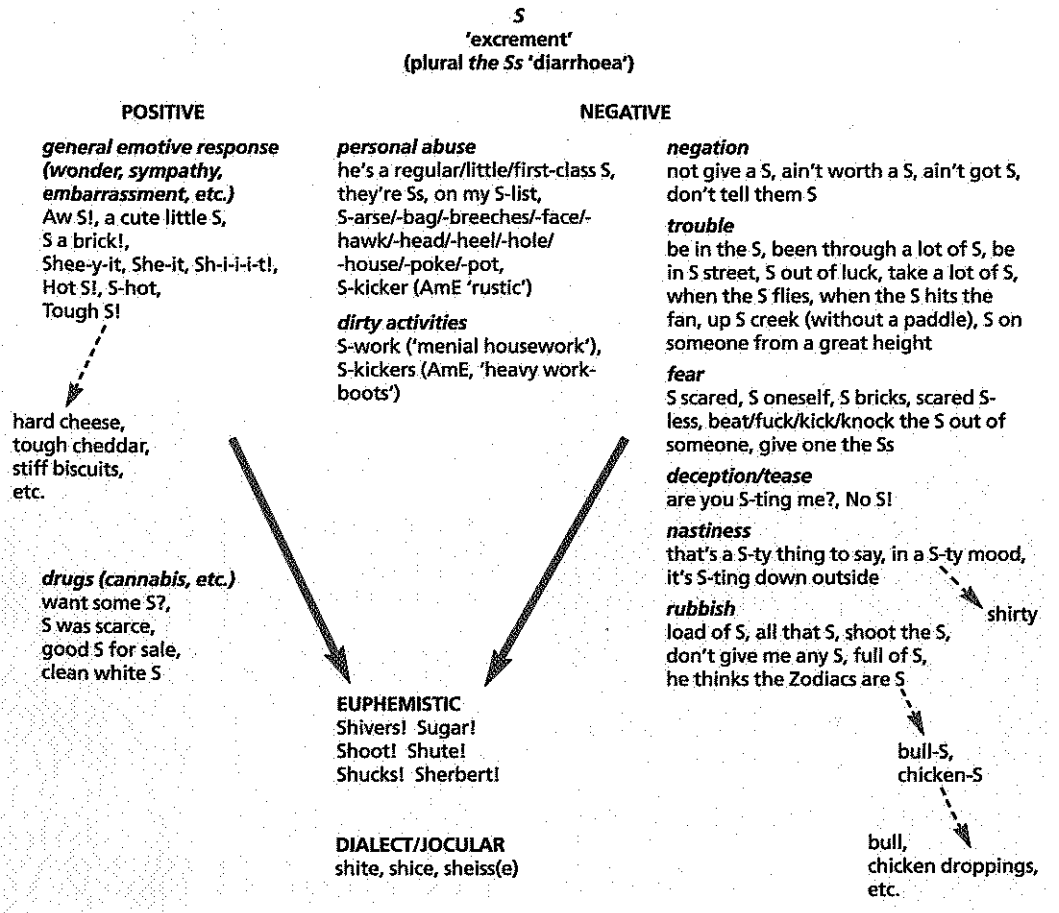 S
'excrement'
(plural the Ss 'diarrhoea')
POSITIVE
general emotive response
(wonder, sympathy,
embarrassment, etc.)
Aw S!, a cute little S,
S a brick!,
Shee-y-it, She-it, Sh-i-i-i-t!,
Hot S!, S-hot,
Tough S!
hard cheese,
tough cheddar,
stiff biscuits,
etc.
drugs (cannabis, etc.)
want some S?,
S was scarce,
good S for sale,
clean white S
NEGATIVE
personal abuse
he's a regular/little/first-class S,
they're Ss, on my S-list,
S-arse/-bag/-breeches/-face/-
hawk/-head/-heel/-hole/
-house/-poke/-pot,
S-kicker (AmE 'rustic')
dirty activities
S-work ('menial housework'),
S-kickers (AmE, 'heavy work-
boots')
negation
not give a S, ain't worth a S, ain't got S,
don't tell them S
trouble
be in the S, been through a lot of S, be
in S street, S out of luck, take a lot of S,
when the S flies, when the S hits the
fan, up S creek (without a paddle), S on
someone from a great height
fear
S scared, S oneself, S bricks, scared S-
less, beat/fuck/kick/knock the S out of
someone, give one the Ss
deception/tease
are you S-ting me?, No S!
nastiness
that's a S-ty thing to say, in a S-ty mood,
it's S-ting down outside
shirty
rubbish
load of S, all that S, shoot the S,
don't give me any S, full of S,
he thinks the Zodiacs are S
bull-S,
chicken-S
bull,
chicken droppings,
etc.
EUPHEMISTIC
Shivers! Sugar!
Shoot! Shute!
Shucks! Sherbert!
DIALECT/JOCULAR
shite, shice, sheiss(e)